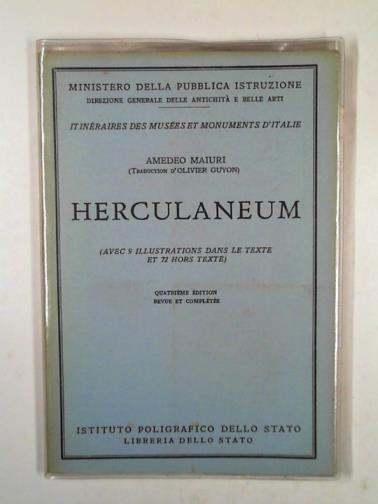 MINISTERO DELLA PUBBLICA ISTRUZIONE
DIREZIONE GENERALE DELLE ANTICHITÀ E BELLE ARTI
ITINÉRAIRES DES MUSÉES ET MONUMENTS D'ITALIE
AMEDEO MAIURI
(TRADUCTION D'OLIVIER GUYON)
HERCULANEUM
(AVEC 9 ILLUSTRATIONS DANS LE TEXTE
ET 72 HORS TEXTE)
QUATRIÈME ÉDITION
REVUE ET COMPLÉTÉE
ISTITUTO POLIGRAFICO DELLO STATO
LIBRERIA DELLO STATO